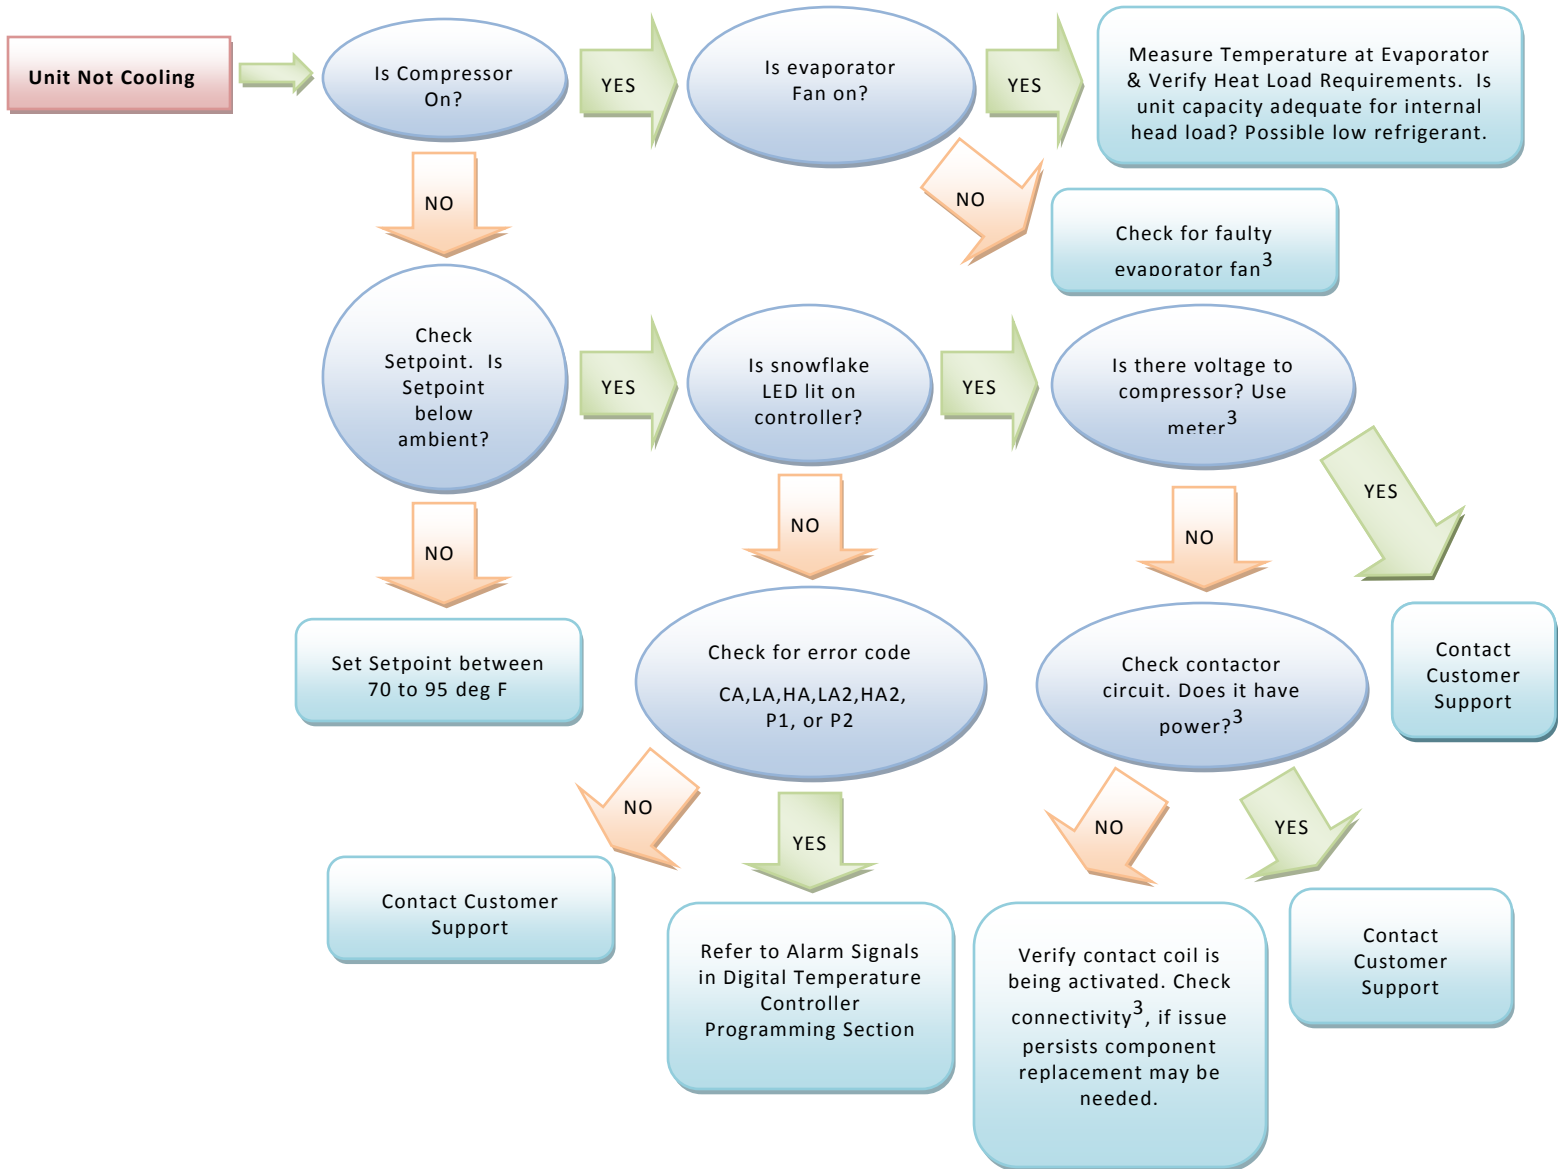 Unit Not Cooling
Is Compressor
On?
YES
Is evaporator
Fan on?
YES
Measure Temperature at Evaporator
& Verify Heat Load Requirements. Is
unit capacity adequate for internal
head load? Possible low refrigerant.
NO
NO
Check for faulty
evaporator fan3
Check
Setpoint. Is
Setpoint
below
ambient?
YES
Is snowflake
LED lit on
controller?
YES
Is there voltage to
compressor? Use
meter3
YES
NO
NO
NO
Set Setpoint between
70 to 95 deg F
Check for error code
CA,LA,HA,LA2,HA2,
P1, or P2
Check contactor
circuit. Does it have
power?3
Contact
Customer
Support
NO
YES
NO
YES
Contact Customer
Support
Refer to Alarm Signals
in Digital Temperature
Controller
Programming Section
Verify contact coil is
being activated. Check
connectivity3, if issue
persists component
replacement may be
needed.
Contact
Customer
Support